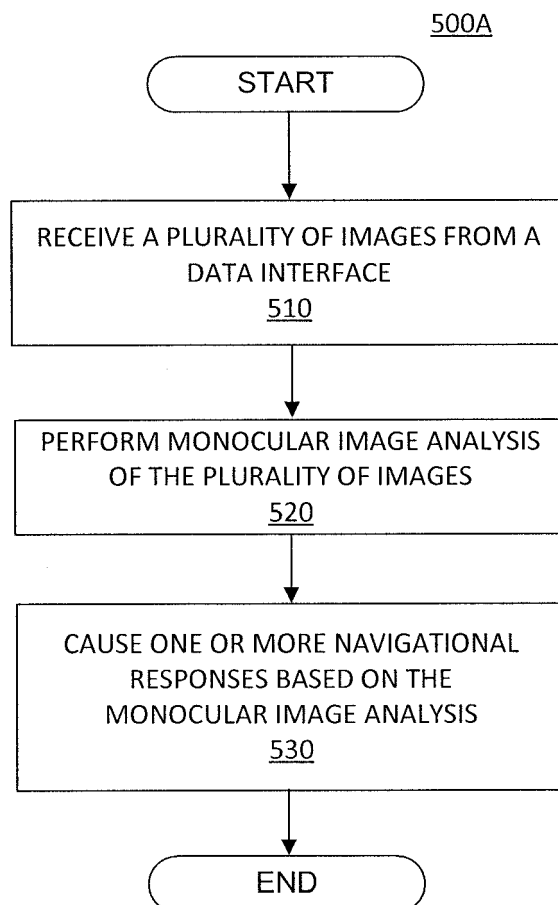 500A
START
RECEIVE A PLURALITY OF IMAGES FROM A
DATA INTERFACE
510
PERFORM MONOCULAR IMAGE ANALYSIS
OF THE PLURALITY OF IMAGES
520
CAUSE ONE OR MORE NAVIGATIONAL
RESPONSES BASED ON THE
MONOCULAR IMAGE ANALYSIS
530
END